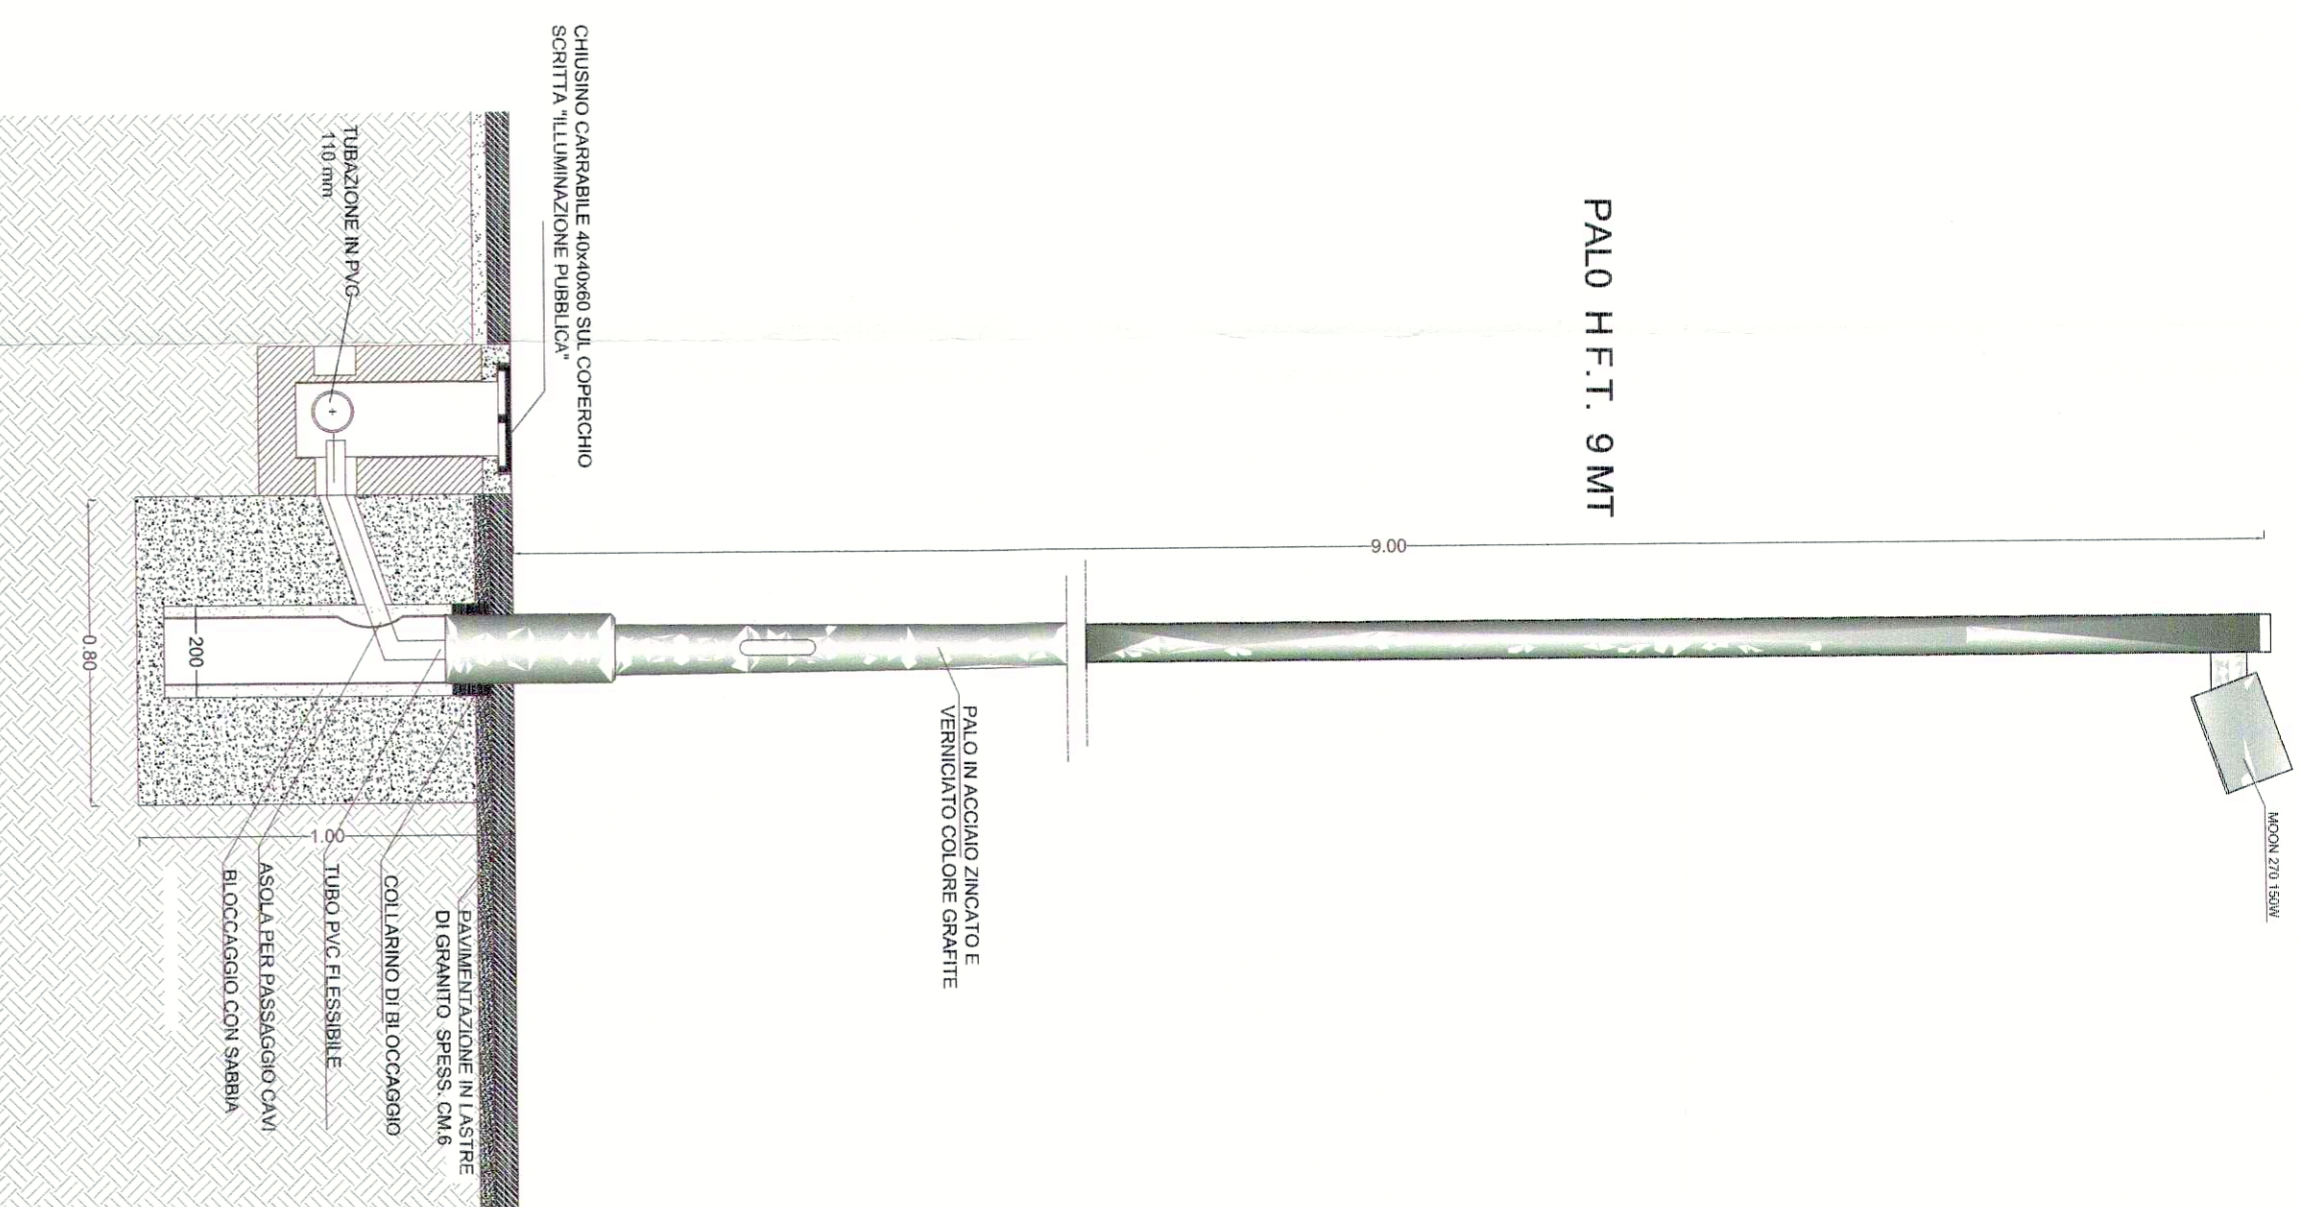 PALO H F.T. 9 MT
MOON 270 150W
9.00
PALO IN ACCIAIO ZINCATO E
VERNICIATO COLORE GRAFITE
CHIUSINO CARRABILE 40x40x60 SUL COPERCHIO
SCRITTA "ILLUMINAZIONE PUBBLICA"
TUBAZIONE IN PVC
110 mm
PAVIMENTAZIONE IN LASTRE
DI GRANITO SPESS. CM.6
COLLARINO DI BLOCCAGGIO
TUBO PVC FLESSIBILE
1.00
ASOLA PER PASSAGGIO CAVI
BLOCCAGGIO CON SABBIA
200
0.80